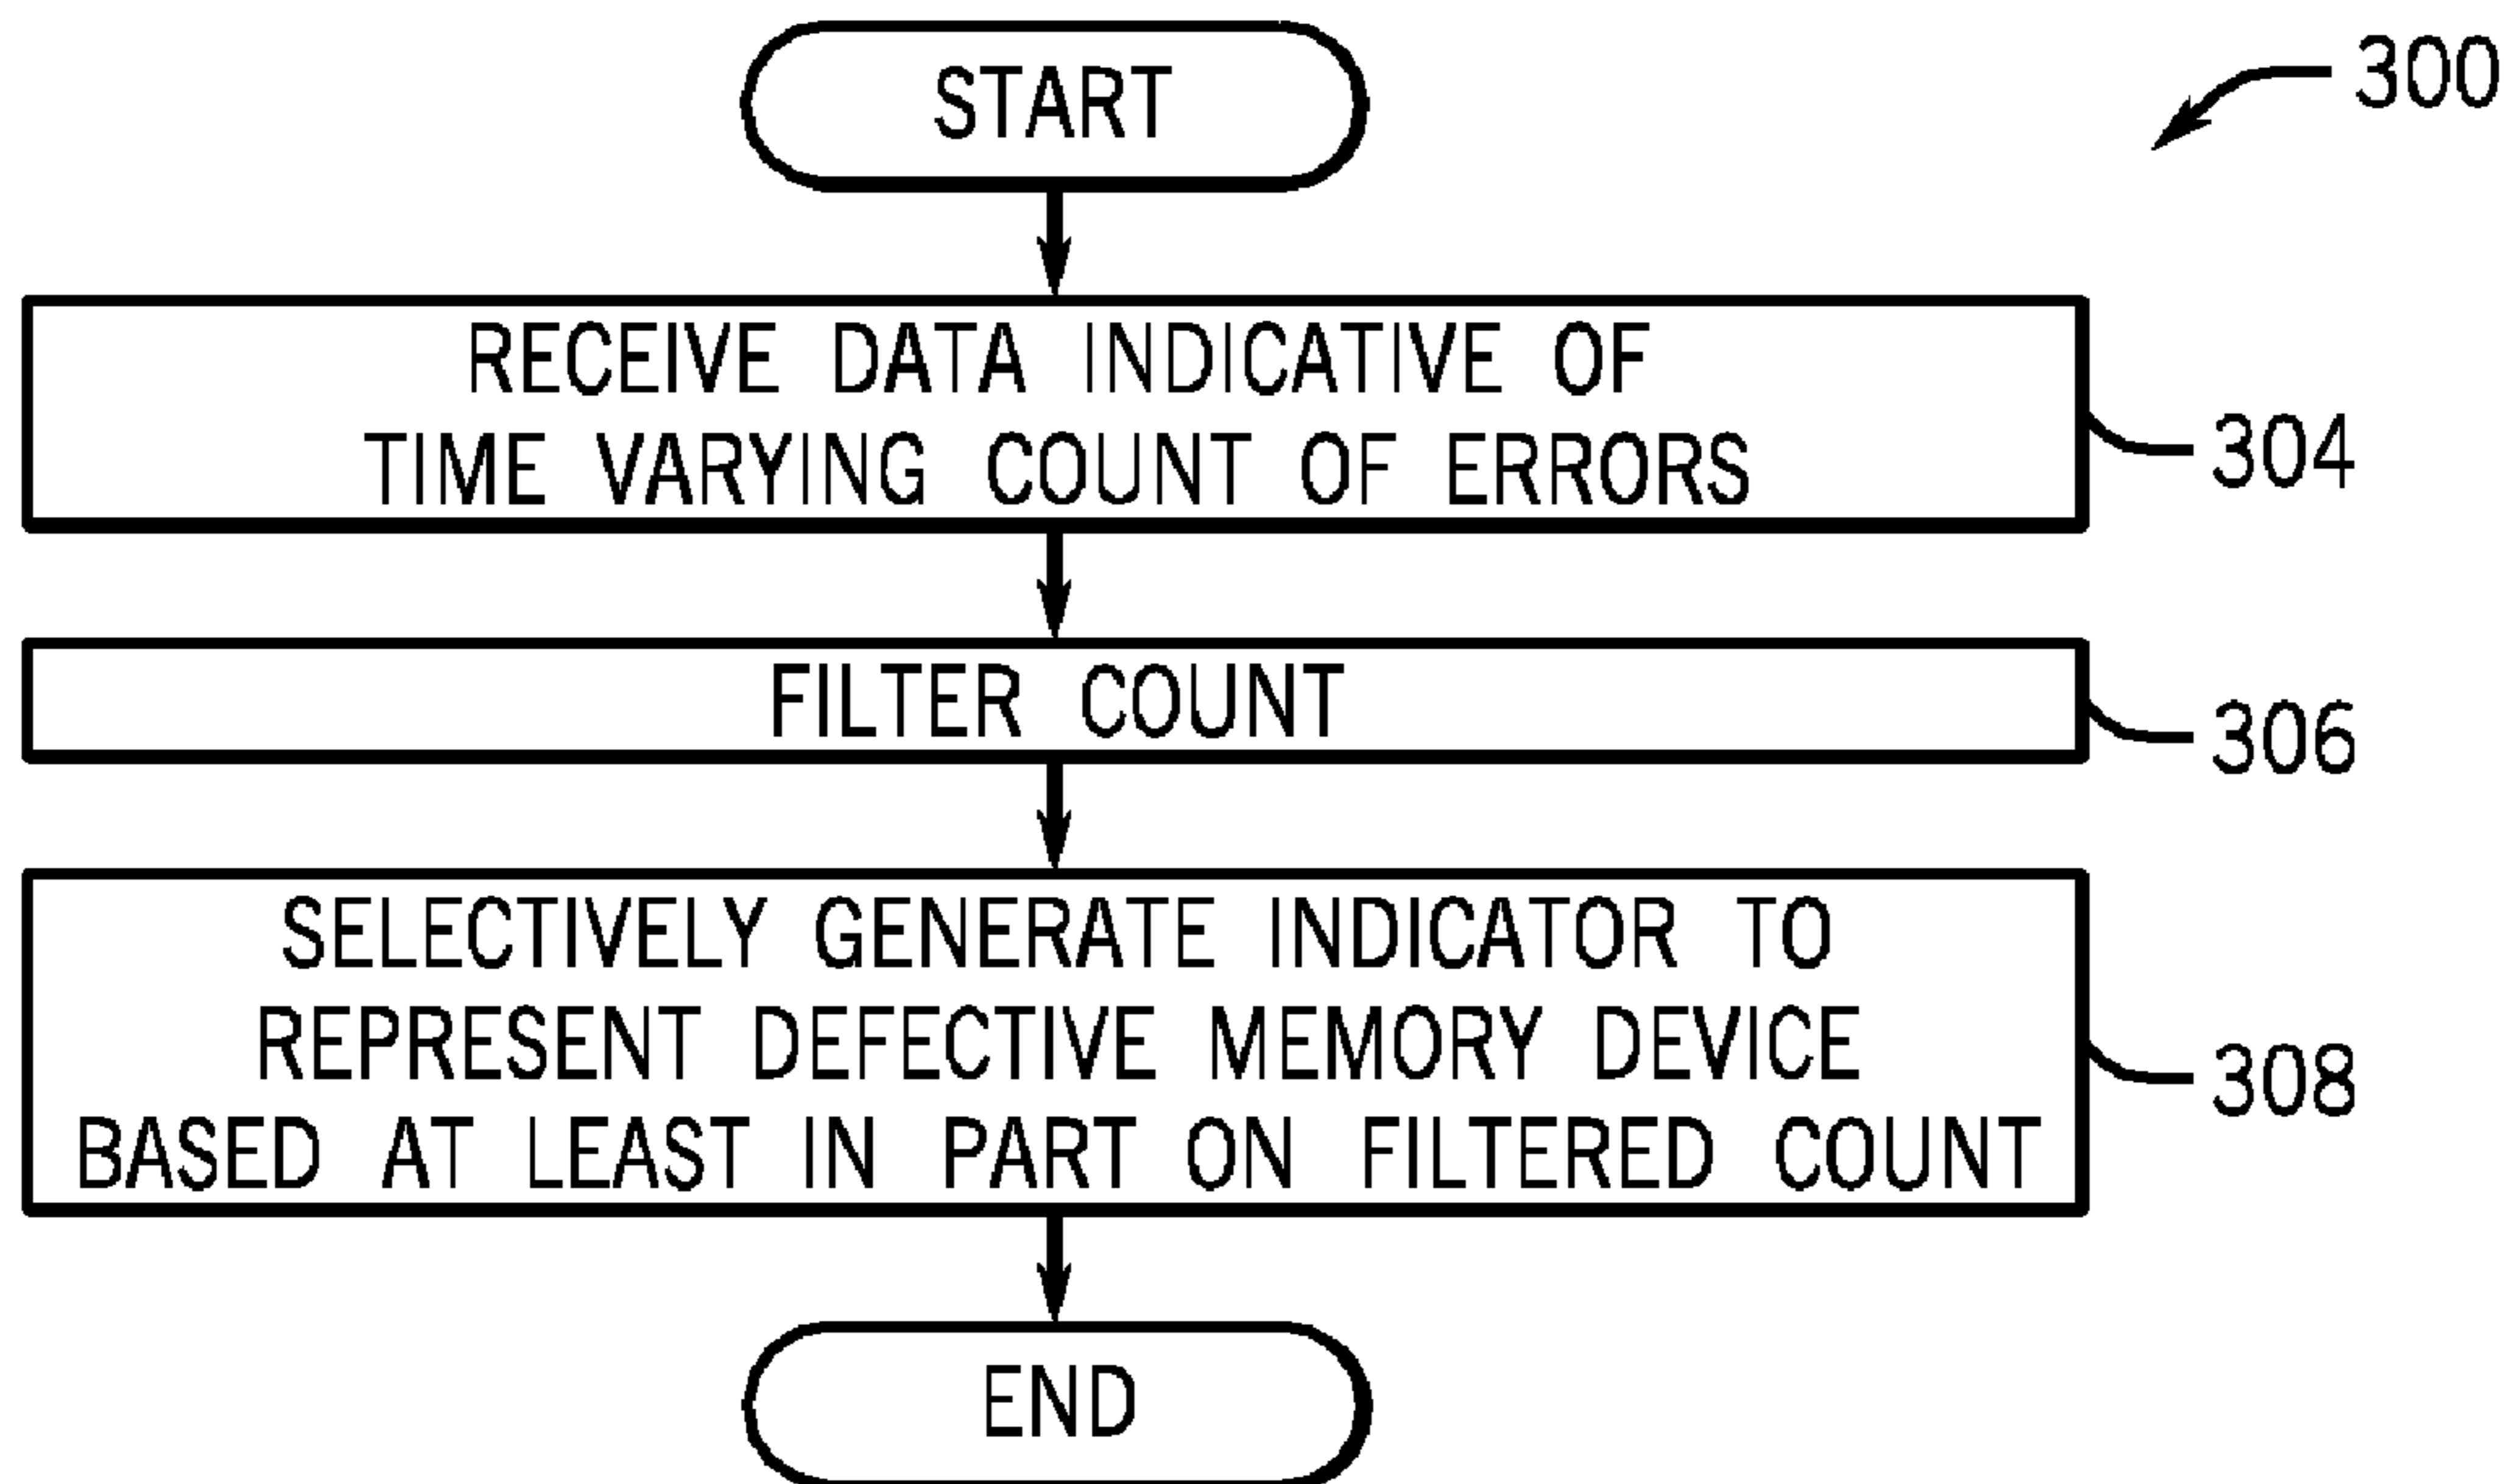 START
300
RECEIVE DATA INDICATIVE OF
TIME VARYING COUNT OF ERRORS
304
FILTER COUNT
306
SELECTIVELY GENERATE INDICATOR TO
REPRESENT DEFECTIVE MEMORY DEVICE
BASED AT LEAST IN PART ON FILTERED COUNT
308
END